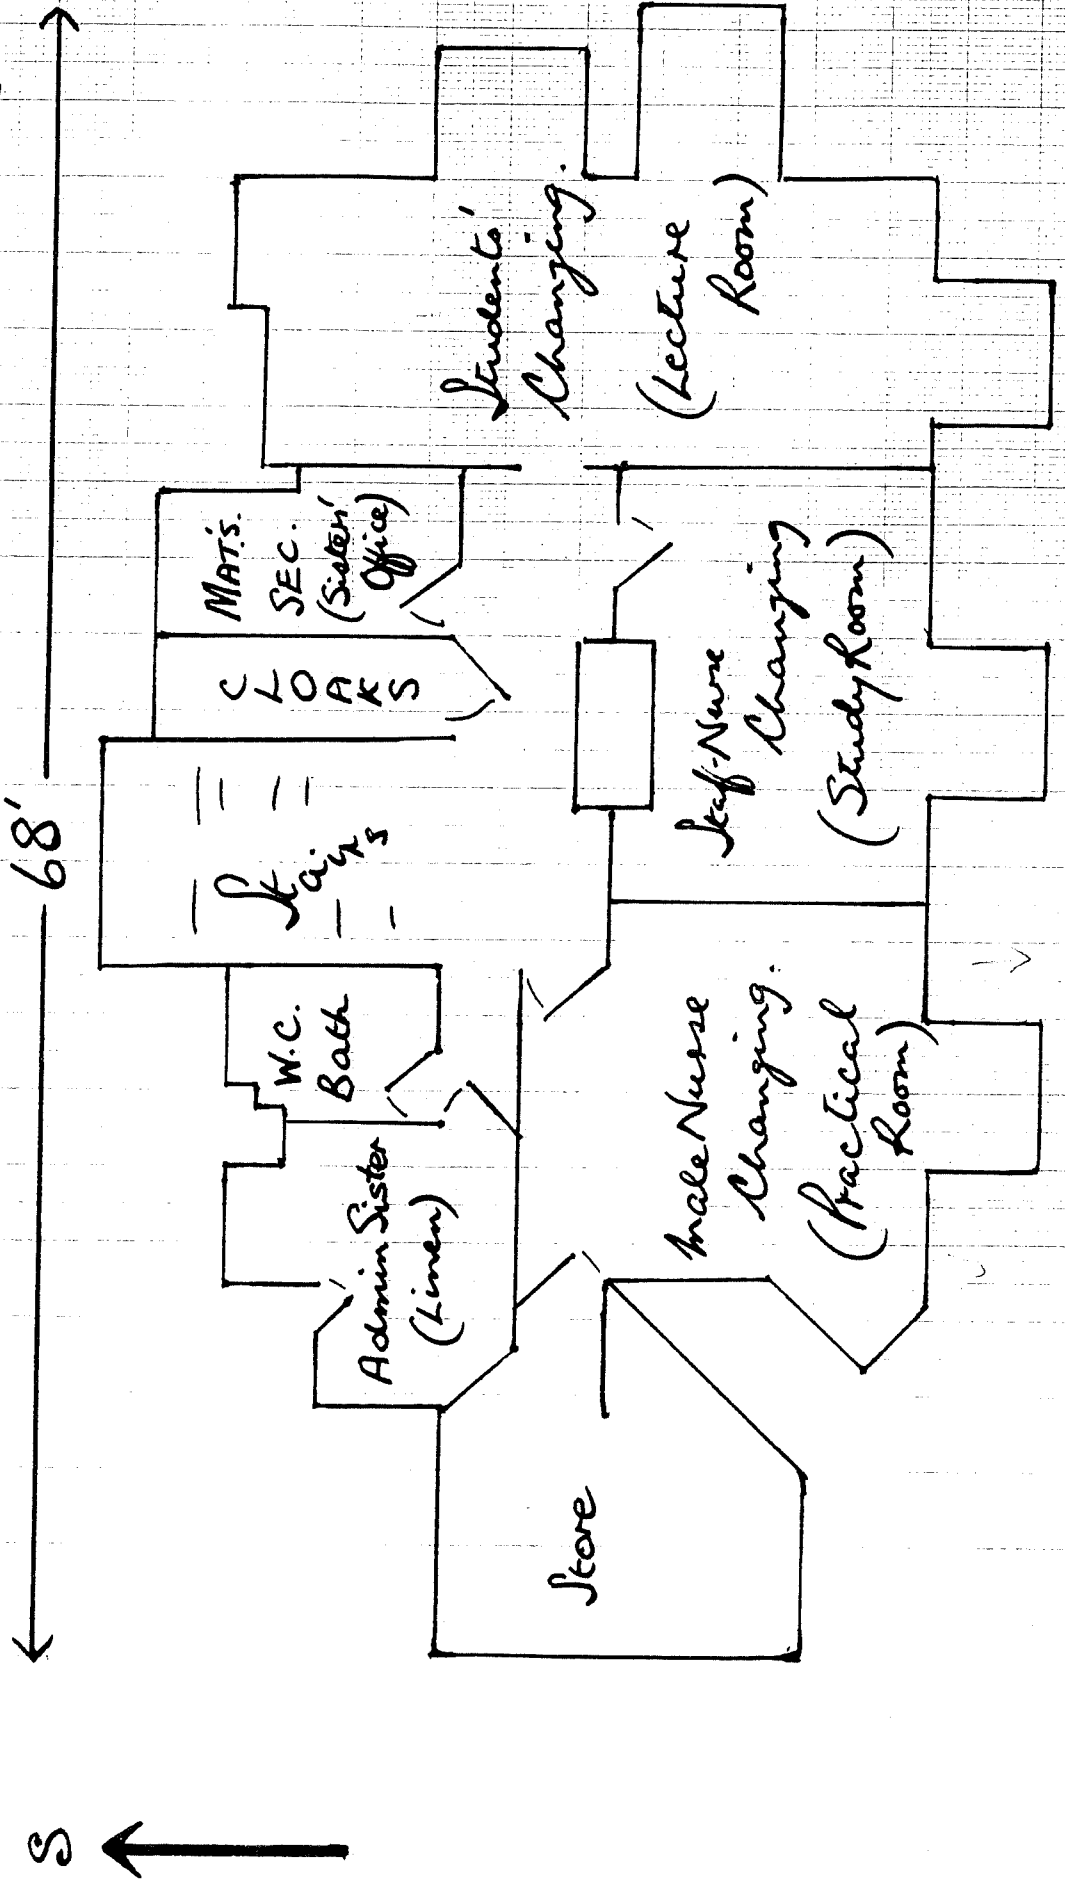 68'
S
MAT'S.
SEC.
(Sisters'
Office)
CLOAKS
Stairs
W.C.
Bath
Admin Sister
(Linen)
Students'
Changing.
(Lecture
Room)
Staff-Nurse
Changing
(Study Room)
Male Nurse
Changing.
(Practical
Room)
Store